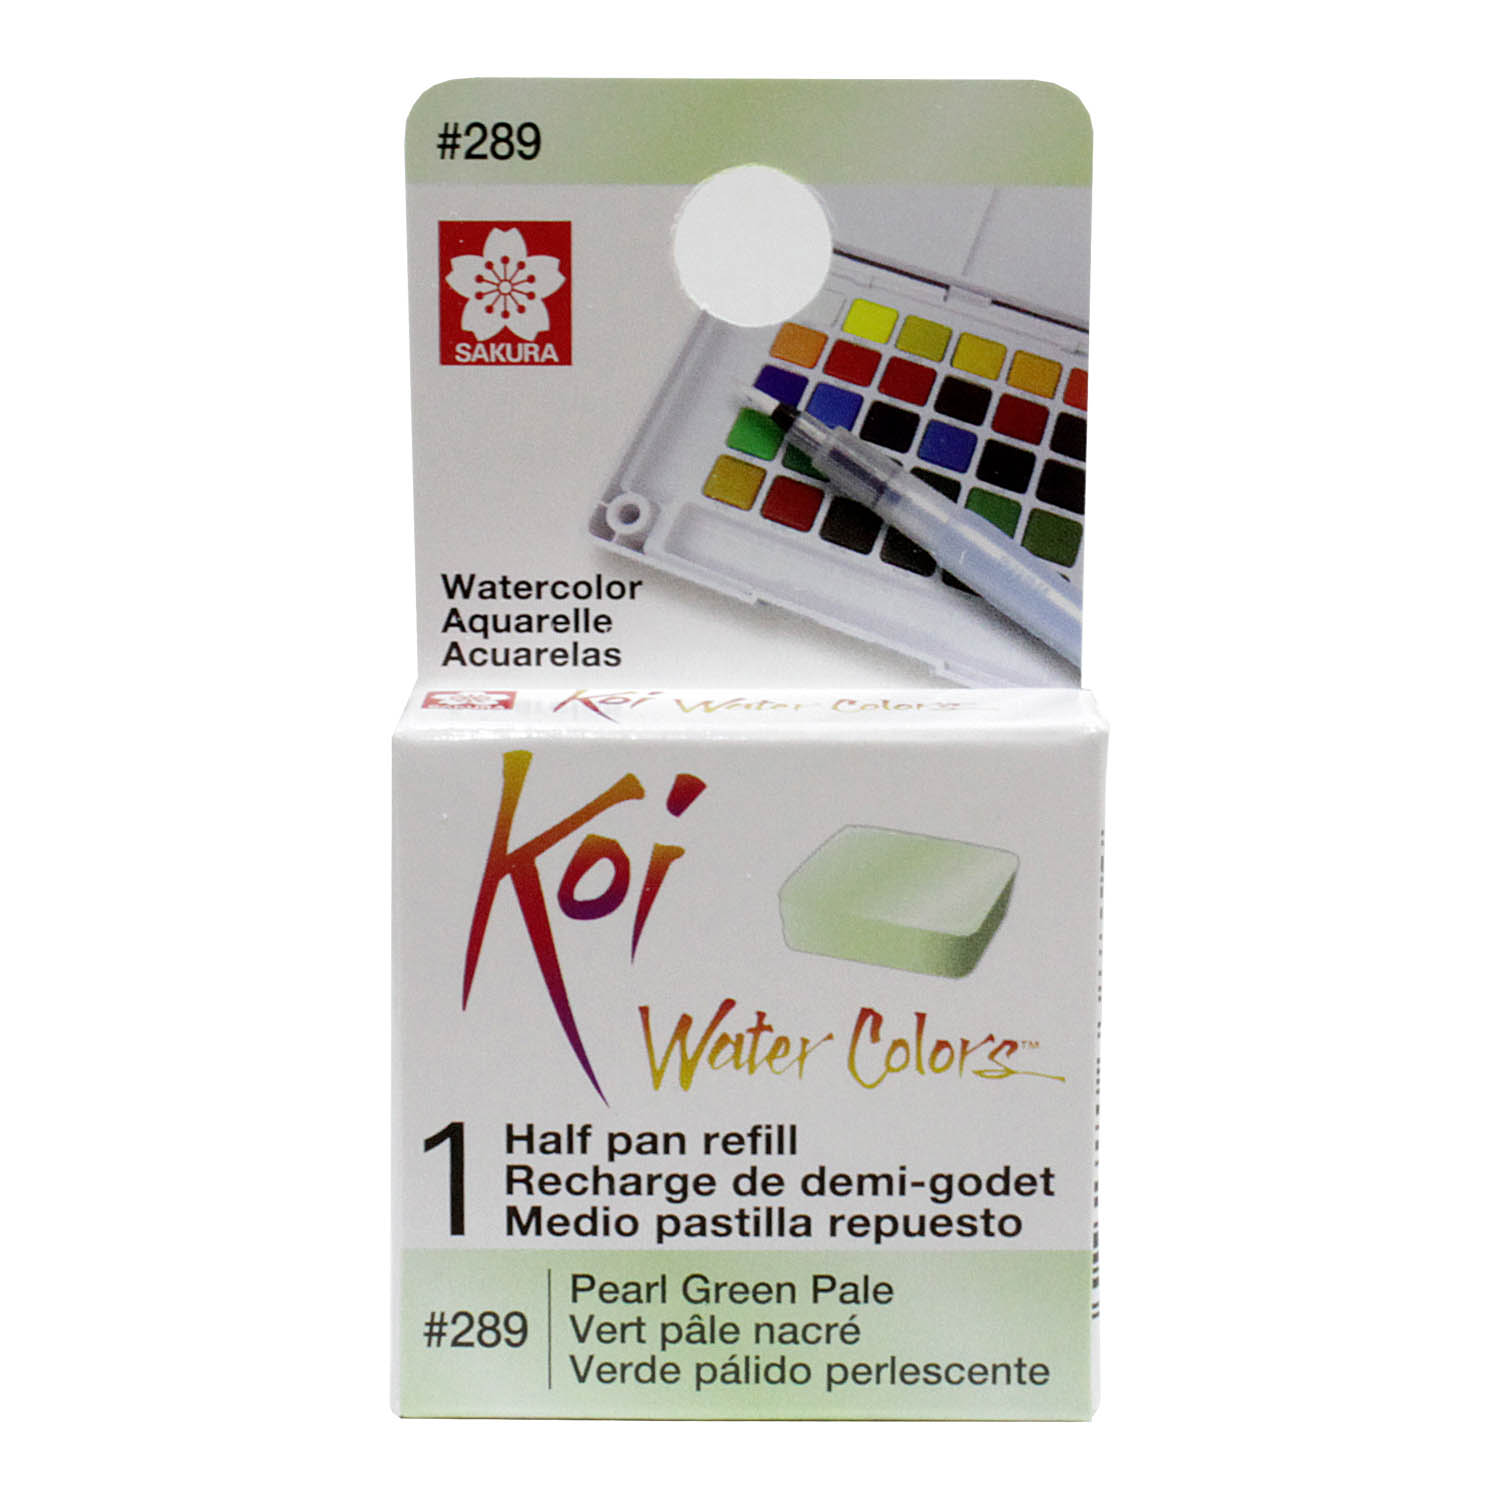 #289
SAKURA
Watercolor
Aquarelle
Acuarelas
SAKURA
Koi Water Colors
Koi
Water Colors™
1
Half pan refill
Recharge de demi-godet
Medio pastilla repuesto
#289
Pearl Green Pale
Vert pâle nacré
Verde pálido perlescente